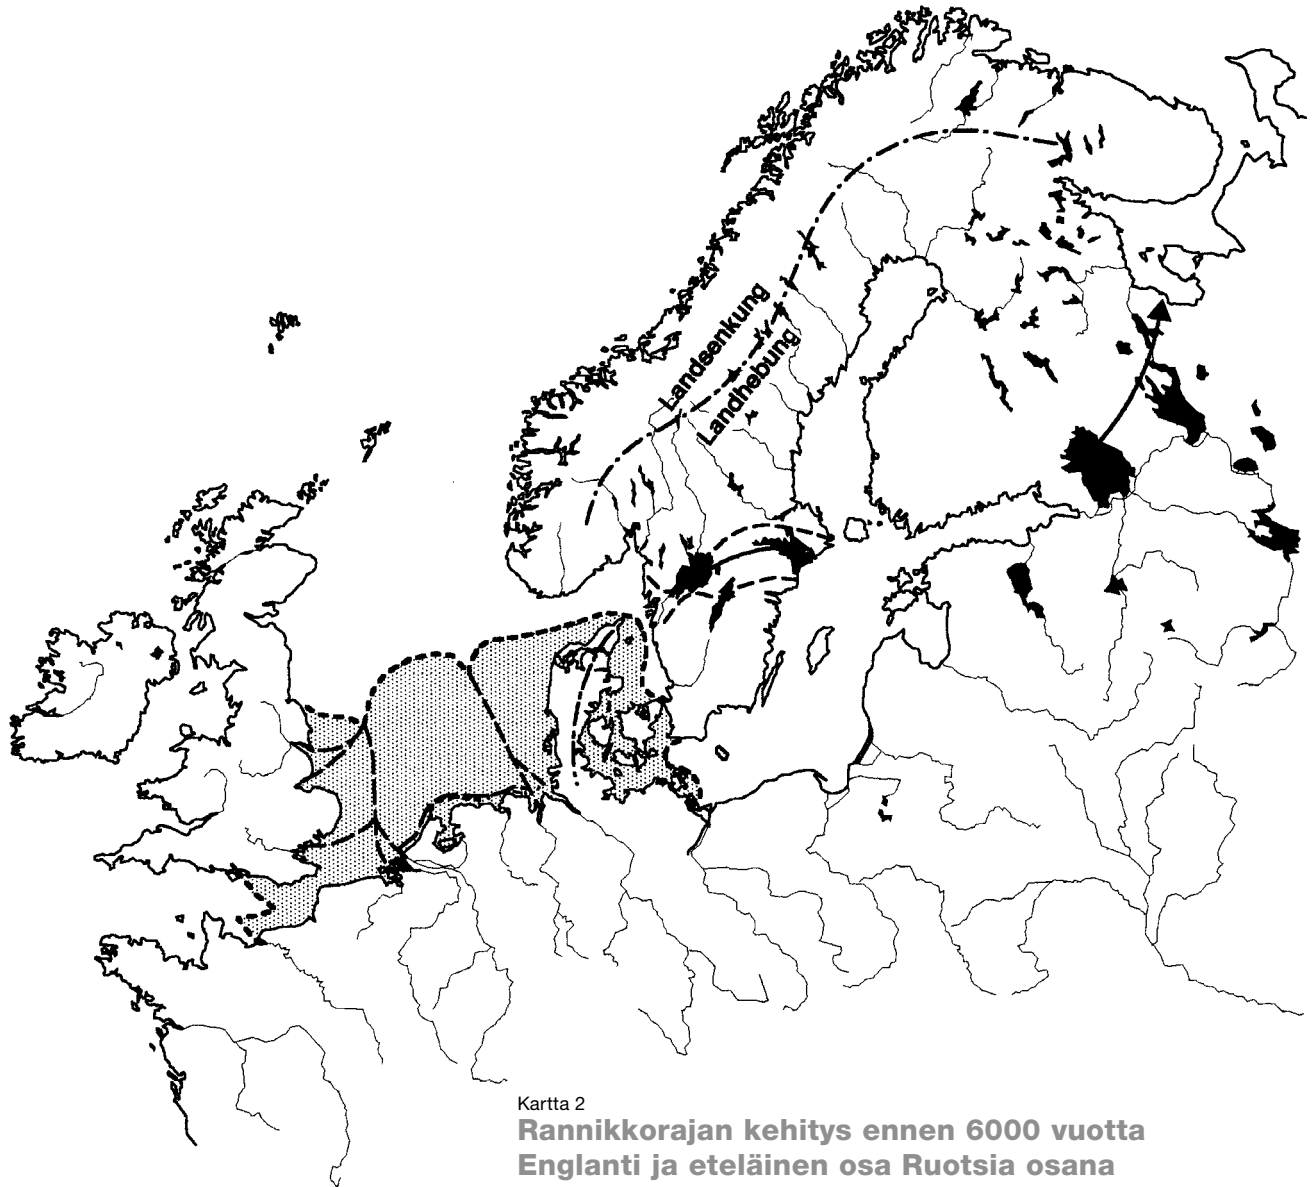 Landsenkung
Landhebung
Kartta 2
Rannikkorajan kehitys ennen 6000 vuotta
Englanti ja eteläinen osa Ruotsia osana